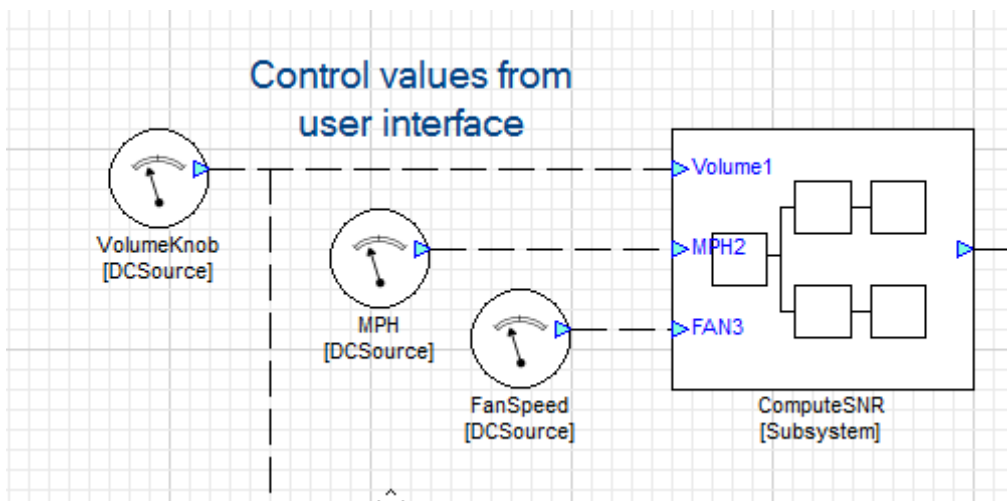 Control values from
user interface
VolumeKnob
[DCSource]
MPH
[DCSource]
FanSpeed
[DCSource]
Volume1
MPH2
FAN3
ComputeSNR
[Subsystem]